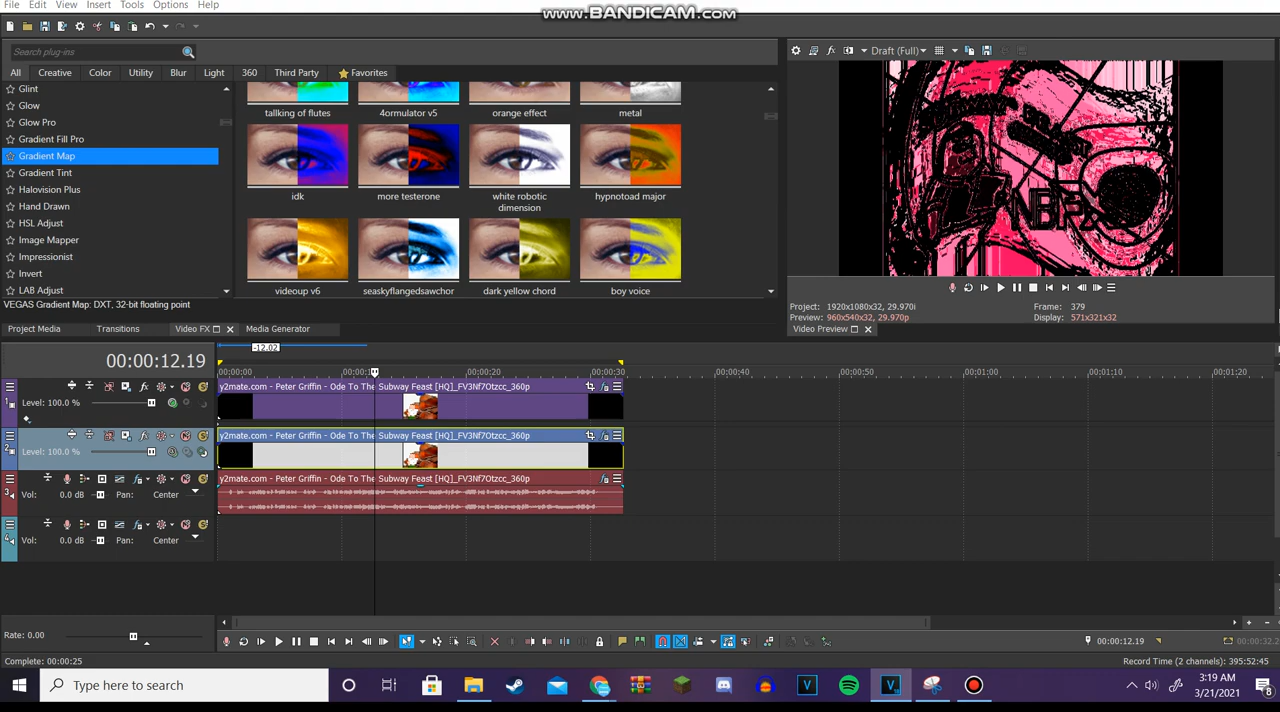 File Edit View Insert Tools Options Help
www.BANDICAM.com
Search plug-ins
All Creative Color Utility Blur Light 360 Third Party Favorites
Draft (Full)
Glint
Glow
Glow Pro
Gradient Fill Pro
Gradient Map
Gradient Tint
Halovision Plus
Hand Drawn
HSL Adjust
Image Mapper
Impressionist
Invert
LAB Adjust
tallking of flutes 4ormulator v5 orange effect metal
idk more testerone white robotic dimension hypnotoad major
videoup v6 seaskyflangedsawchor dark yellow chord boy voice
VEGAS Gradient Map: DXT, 32-bit floating point
Project: 1920x1080x32, 29.970i Frame: 379
Preview: 960x540x32, 29.970p Display: 571x321x32
Project Media Transitions Video FX Media Generator
Video Preview
-12.02
00:00:12.19
00:00:00 00:00:20 00:00:30 00:00:40 00:00:50 00:01:00 00:01:10 00:01:20
y2mate.com - Peter Griffin - Ode To The Subway Feast [HQ]_FV3Nf7Otzcc_360p
1 Level: 100.0 %
y2mate.com - Peter Griffin - Ode To The Subway Feast [HQ]_FV3Nf7Otzcc_360p
2 Level: 100.0 %
y2mate.com - Peter Griffin - Ode To The Subway Feast [HQ]_FV3Nf7Otzcc_360p
3 Vol: 0.0 dB Pan: Center
4 Vol: 0.0 dB Pan: Center
Rate: 0.00
00:00:12.19
Complete: 00:00:25
Record Time (2 channels): 395:52:45
Type here to search
3:19 AM
3/21/2021
8